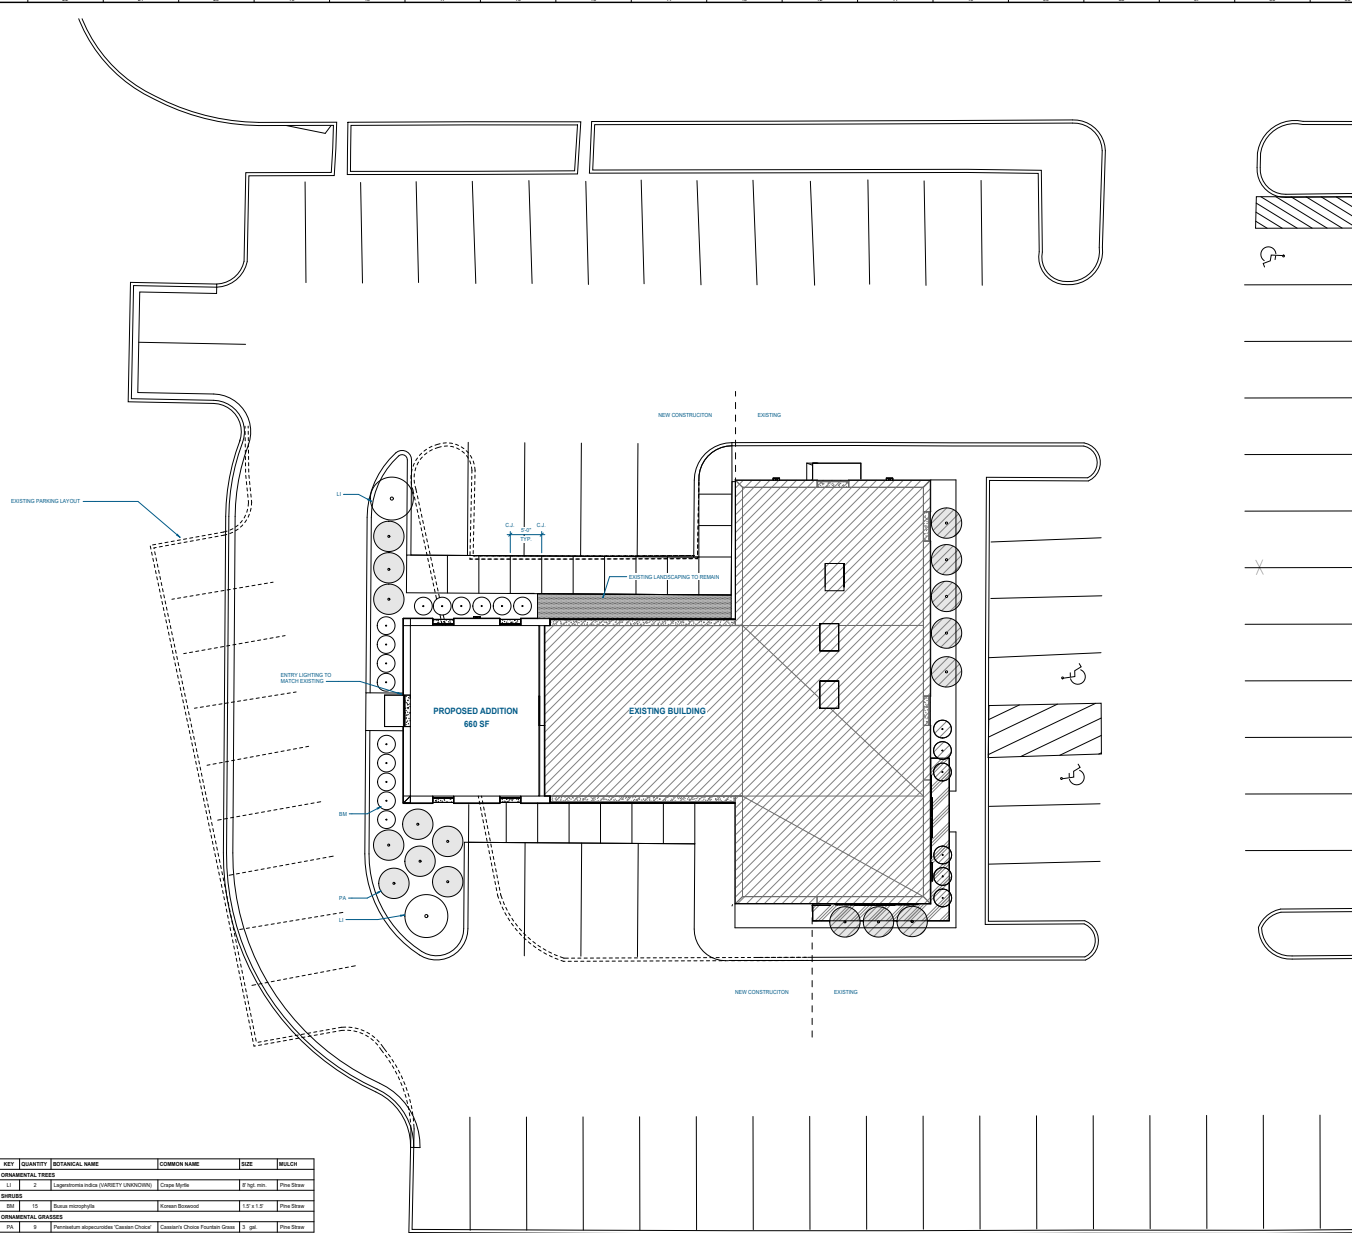 NEW CONSTRUCITON
EXISTING
EXISTING PARKING LAYOUT
LI
C.J.
C.J.
5'-0"
TYP.
EXISTING LANDSCAPING TO REMAIN
ENTRY LIGHTING TO
MATCH EXISTING
PROPOSED ADDITION
660 SF
EXISTING BUILDING
BM
PA
LI
NEW CONSTRUCITON
EXISTING
KEY QUANTITY BOTANICAL NAME COMMON NAME SIZE MULCH
ORNAMENTAL TREES
LI 2 Lagerstromia indica (VARIETY UNKNOWN) Crape Myrtle 8' hgt. min. Pine Straw
SHRUBS
BM 15 Buxus microphylla Korean Boxwood 1.5' x 1.5' Pine Straw
ORNAMENTAL GRASSES
PA 9 Pennisetum alopecuroides 'Cassian Choice' Cassian's Choice Fountain Grass 3 gal. Pine Straw